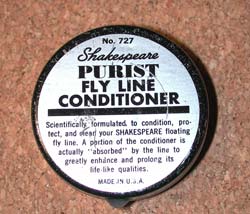 No. 727
Shakespeare
PURIST
FLY LINE
CONDITIONER
Scientifically formulated to condition, pro-
tect, and clean your SHAKESPEARE floating
fly line. A portion of the conditioner is
actually "absorbed" by the line to
greatly enhance and prolong its
life-like qualities.
MADE IN U.S.A.